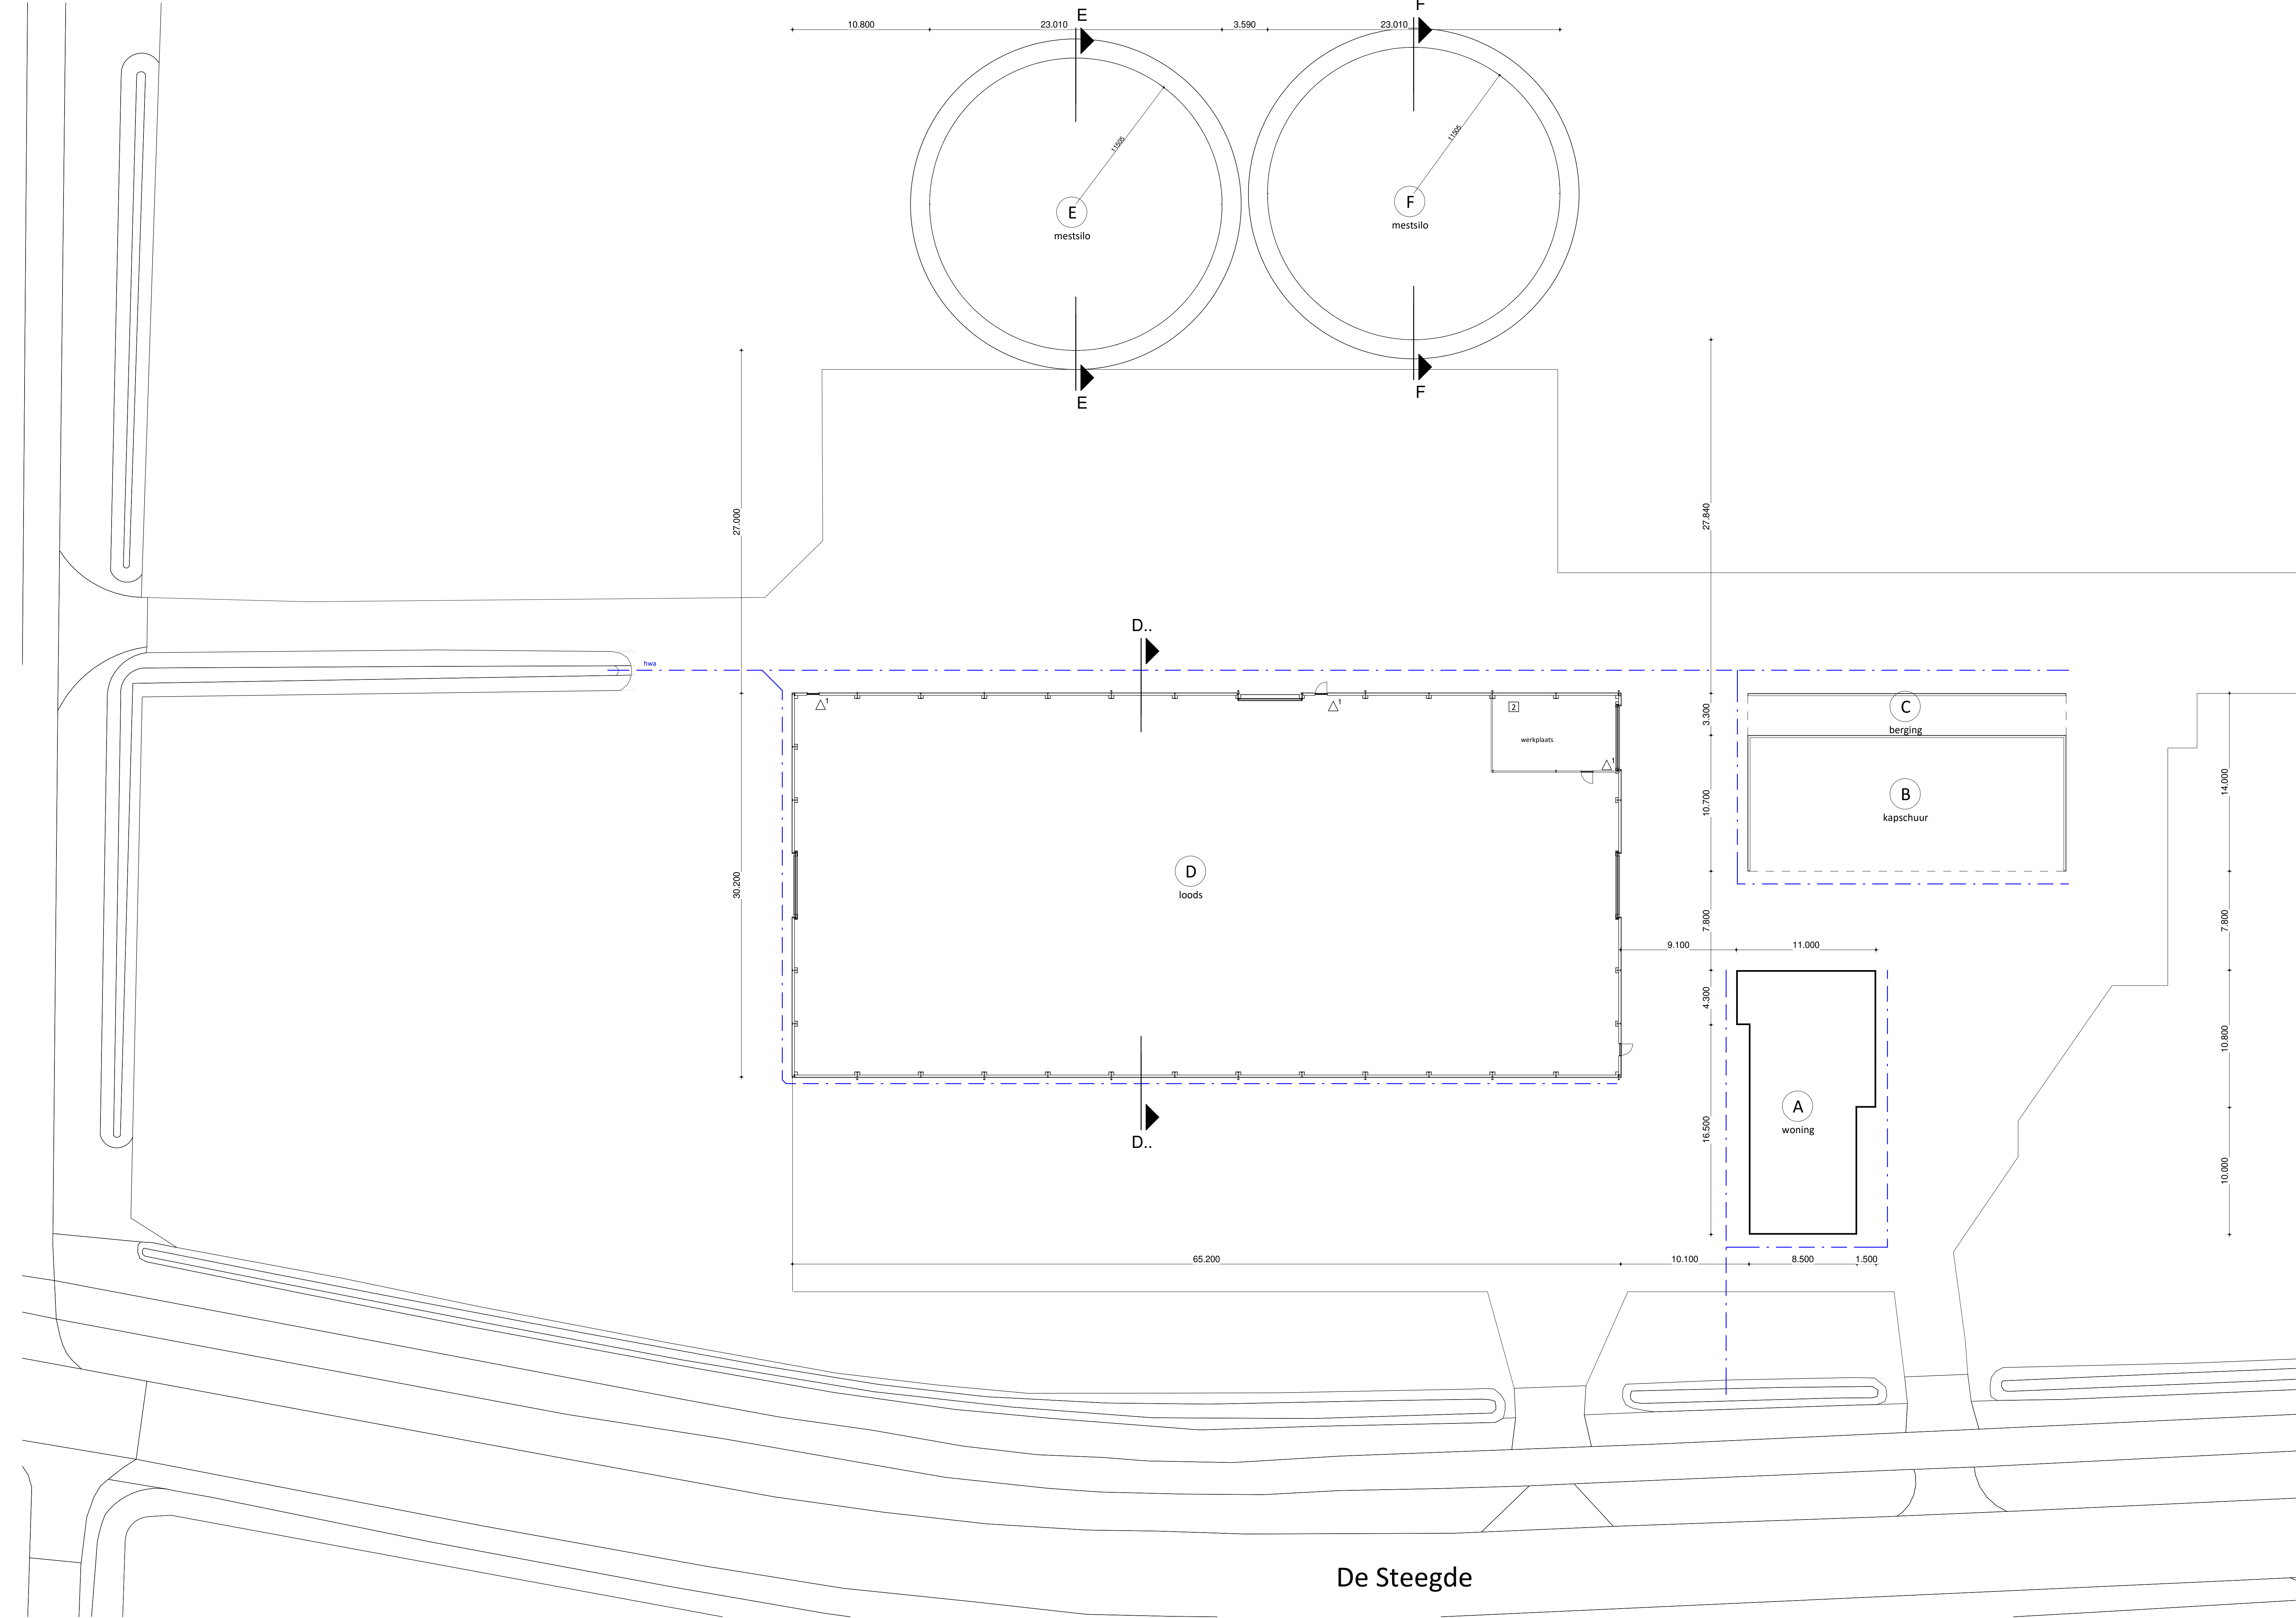 E
F
10.800
23.010
3.590
23.010
11505
11505
E
mestsilo
F
mestsilo
E
F
27.000
27.840
D..
hwa
1
1
2
werkplaats
1
3.300
C
berging
10.700
B
kapschuur
14.000
30.200
D
loods
7.800
7.800
9.100
11.000
4.300
10.800
A
woning
16.500
10.000
D..
65.200
10.100
8.500
1.500
De Steegde